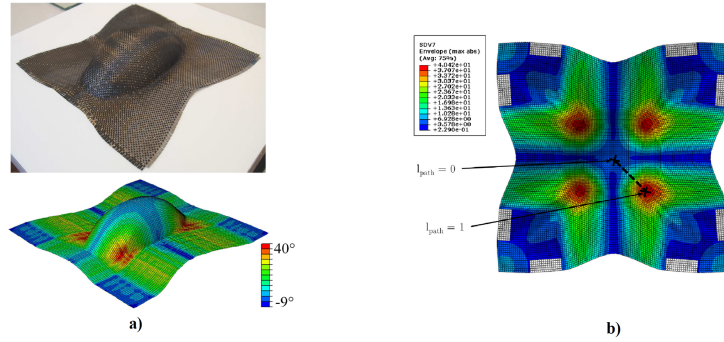 40°
-9°
a)
SDV7
Envelope (max abs)
(Avg: 75%)
+4.042e+01
+3.707e+01
+3.372e+01
+3.037e+01
+2.702e+01
+2.367e+01
+2.033e+01
+1.698e+01
+1.363e+01
+1.028e+01
+6.928e+00
+3.578e+00
+2.290e-01
l_path = 0
l_path = 1
b)